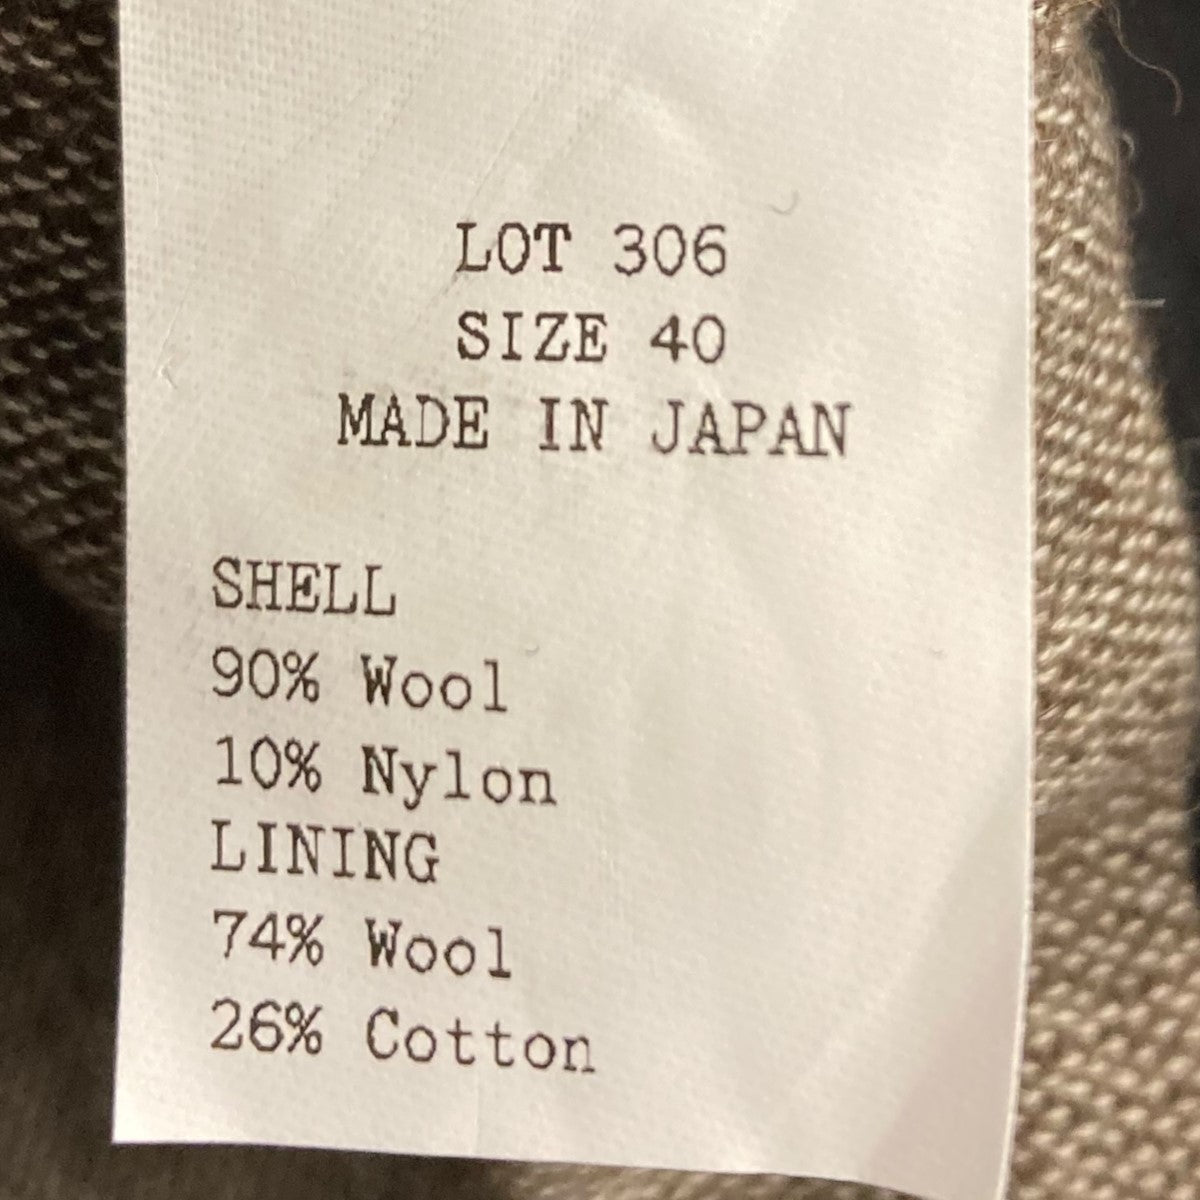 LOT 306
SIZE 40
MADE IN JAPAN
SHELL
90% Wool
10% Nylon
LINING
74% Wool
26% Cotton